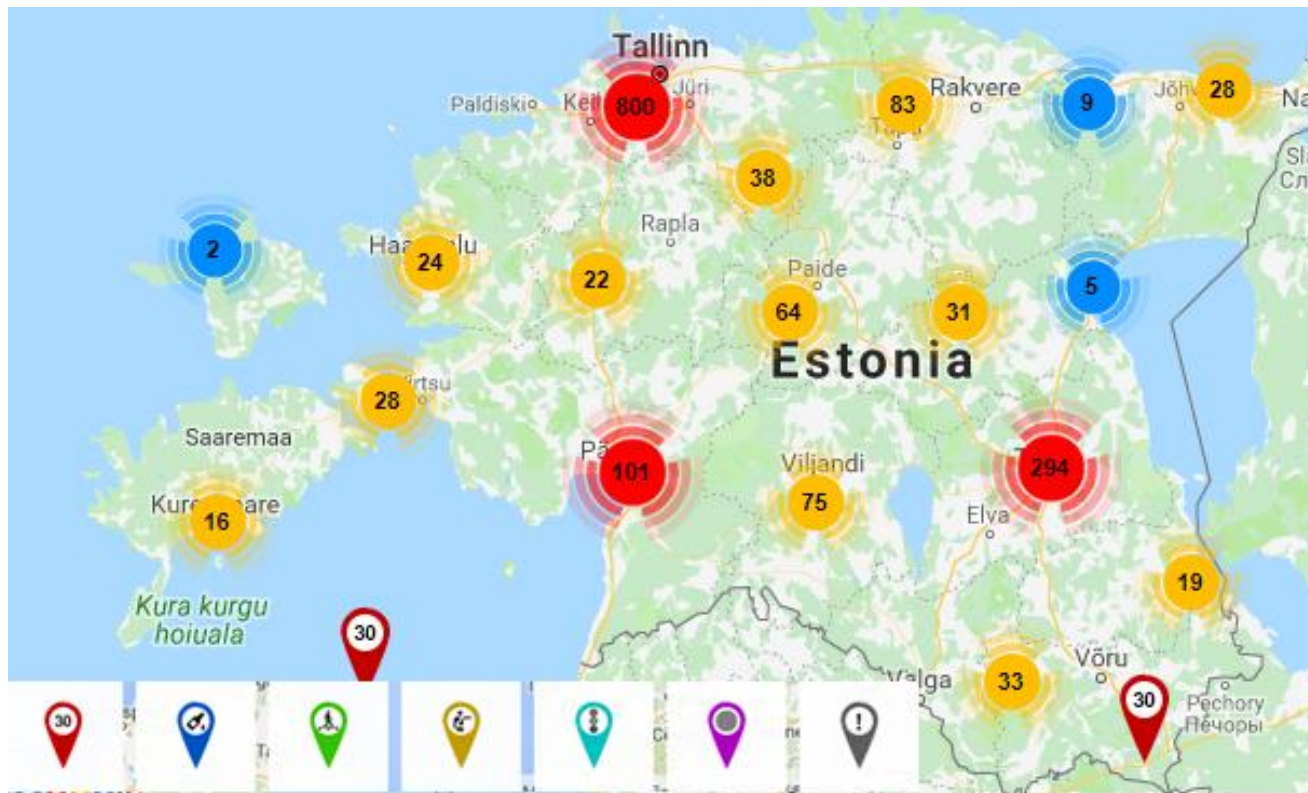 Tallinn
Paldiski
800
Jüri
83
Rakvere
9
28
38
2
24
Rapla
22
Paide
64
31
5
Estonia
28
Saaremaa
101
Viljandi
75
294
Elva
16
19
Kura kurgu
hoiuala
30
33
Võru
30
Pechory
Печоры
30
!